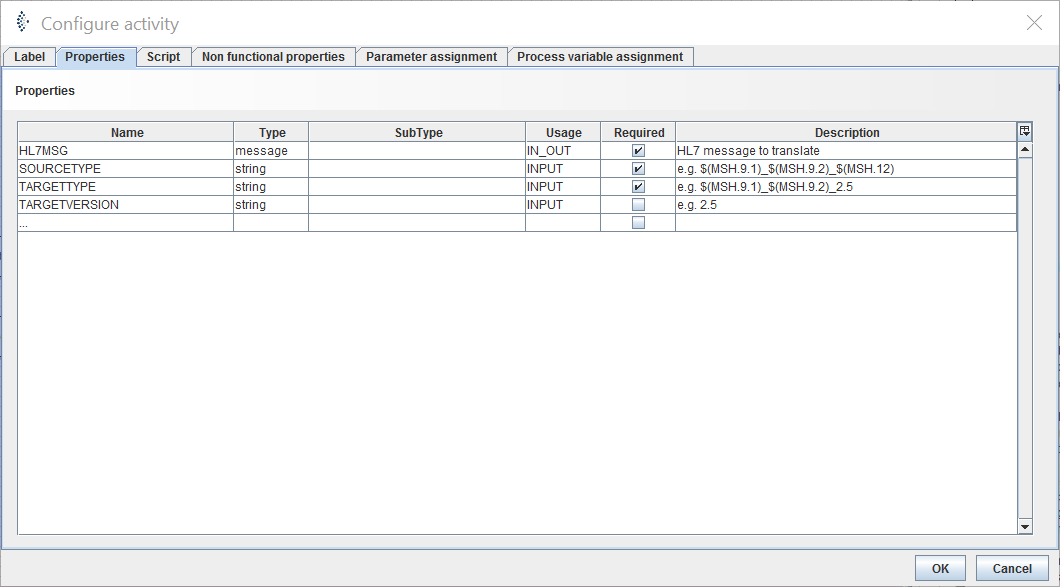 Configure activity
Label Properties Script Non functional properties Parameter assignment Process variable assignment
Properties
Name Type SubType Usage Required Description
HL7MSG message IN_OUT HL7 message to translate
SOURCETYPE string INPUT e.g. $(MSH.9.1)_$(MSH.9.2)_$(MSH.12)
TARGETTYPE string INPUT e.g. $(MSH.9.1)_$(MSH.9.2)_2.5
TARGETVERSION string INPUT e.g. 2.5
...
OK Cancel